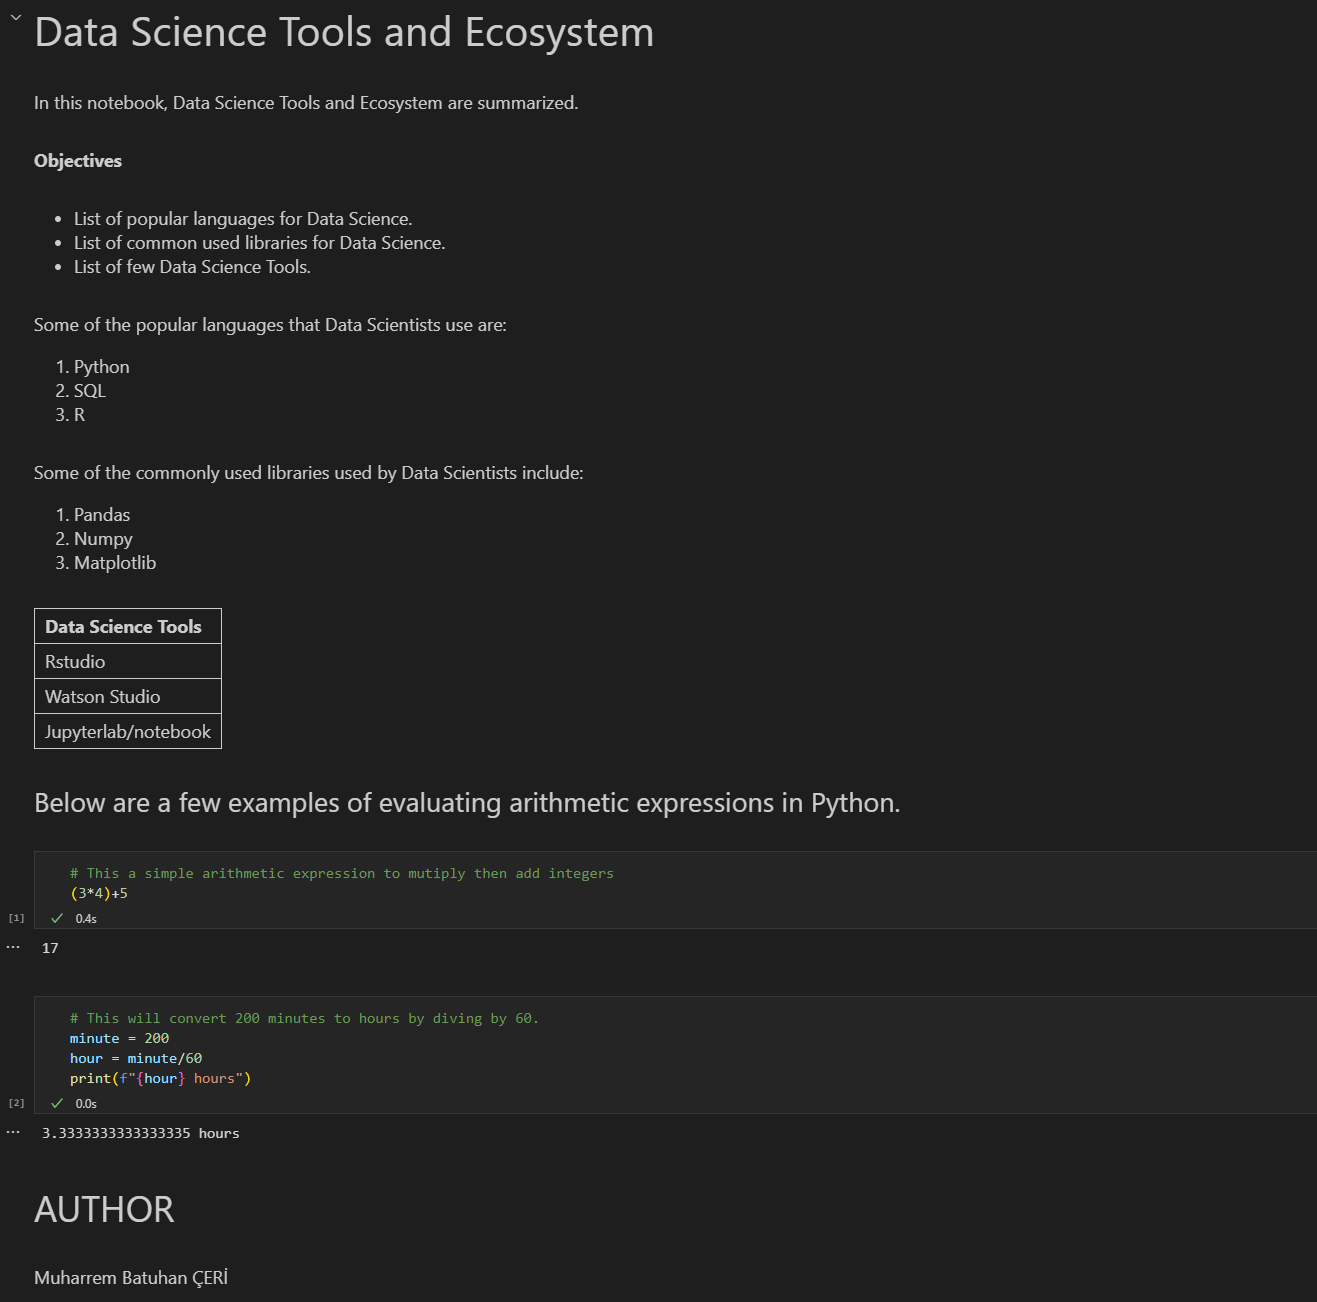 Data Science Tools and Ecosystem
In this notebook, Data Science Tools and Ecosystem are summarized.
Objectives
• List of popular languages for Data Science.
• List of common used libraries for Data Science.
• List of few Data Science Tools.
Some of the popular languages that Data Scientists use are:
1. Python
2. SQL
3. R
Some of the commonly used libraries used by Data Scientists include:
1. Pandas
2. Numpy
3. Matplotlib
Data Science Tools
Rstudio
Watson Studio
Jupyterlab/notebook
Below are a few examples of evaluating arithmetic expressions in Python.
# This a simple arithmetic expression to mutiply then add integers
(3*4)+5
[1] ✓ 0.4s
··· 17
# This will convert 200 minutes to hours by diving by 60.
minute = 200
hour = minute/60
print(f"{hour} hours")
[2] ✓ 0.0s
··· 3.3333333333333335 hours
AUTHOR
Muharrem Batuhan ÇERİ